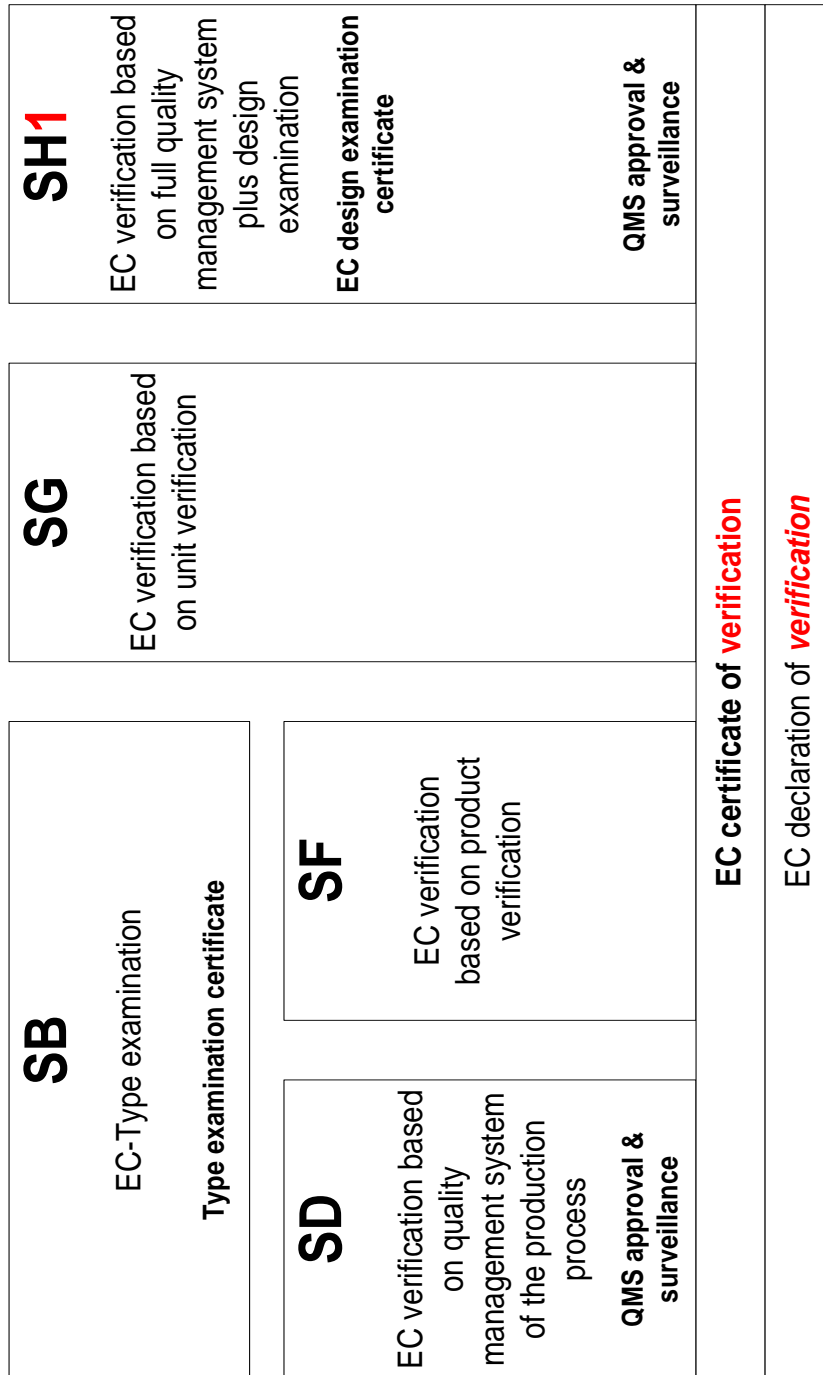 SB
EC-Type examination
Type examination certificate
SD
EC verification based
on quality
management system
of the production
process
QMS approval &
surveillance
SF
EC verification
based on product
verification
SG
EC verification based
on unit verification
SH1
EC verification based
on full quality
management system
plus design
examination
EC design examination
certificate
QMS approval &
surveillance
EC certificate of verification
EC declaration of verification